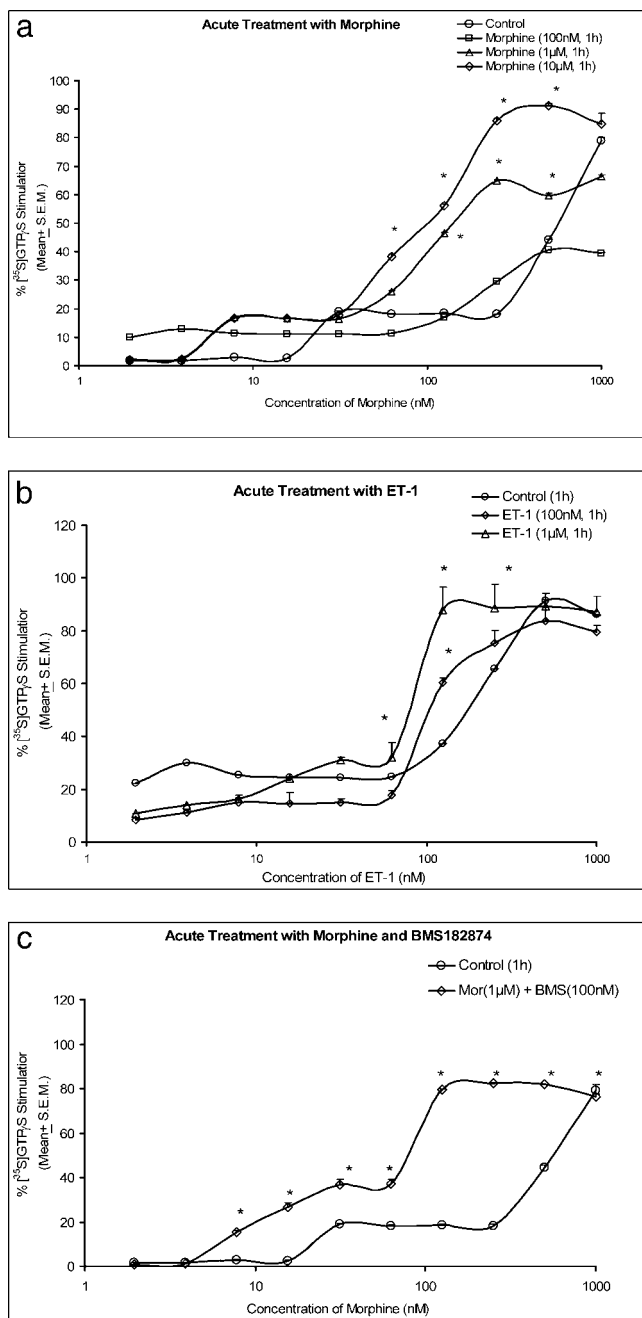 a
Acute Treatment with Morphine
Control
Morphine (100nM, 1h)
Morphine (1µM, 1h)
Morphine (10µM, 1h)
% [³⁵S]GTPγS Stimulation
(Mean± S.E.M.)
100
90
80
70
60
50
40
30
20
10
0
* *
* * *
* *
*
1 10 100 1000
Concentration of Morphine (nM)
b
Acute Treatment with ET-1
Control (1h)
ET-1 (100nM, 1h)
ET-1 (1µM, 1h)
% [³⁵S]GTPγS Stimulation
(Mean± S.E.M.)
120
100
80
60
40
20
0
* *
*
*
1 10 100 1000
Concentration of ET-1 (nM)
c
Acute Treatment with Morphine and BMS182874
Control (1h)
Mor(1µM) + BMS(100nM)
% [³⁵S]GTPγS Stimulation
(Mean± S.E.M.)
120
100
80
60
40
20
0
* * * *
* *
*
*
1 10 100 1000
Concentration of Morphine (nM)